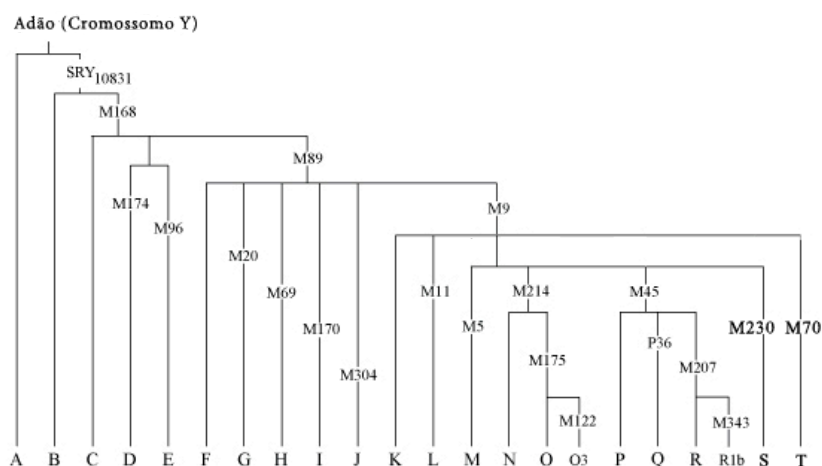 Adão (Cromossomo Y)
SRY10831
M168
M89
M174
M9
M96
M20
M69
M11
M214
M45
M170
M5
M230
M70
P36
M304
M175
M207
M122
M343
A B C D E F G H I J K L M N O O3 P Q R R1b S T